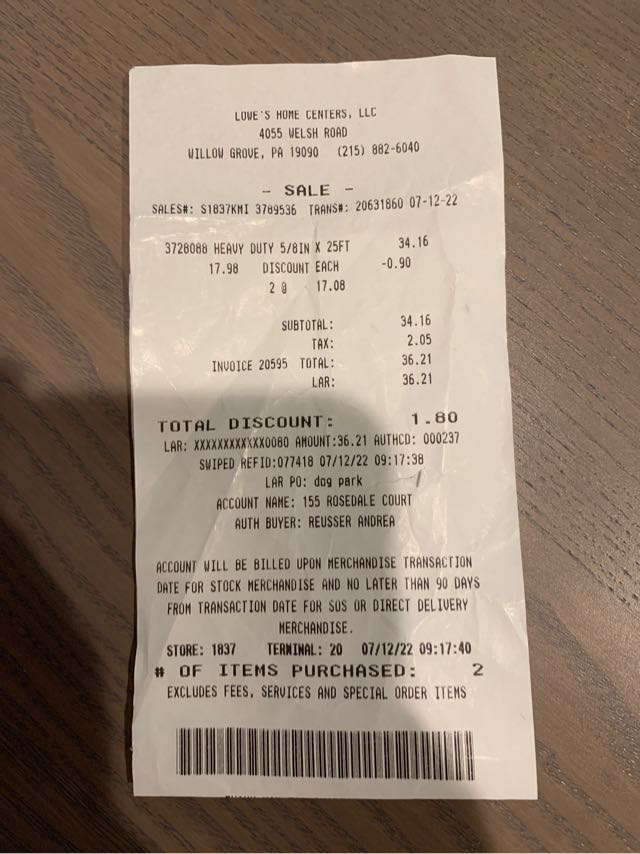 LOWE'S HOME CENTERS, LLC
4055 WELSH ROAD
WILLOW GROVE, PA 19090 (215) 882-6040
- SALE -
SALES#: S1837KMI 3789536 TRANS#: 20631860 07-12-22
3728088 HEAVY DUTY 5/8IN X 25FT 34.16
17.98 DISCOUNT EACH -0.90
2 @ 17.08
SUBTOTAL: 34.16
TAX: 2.05
INVOICE 20595 TOTAL: 36.21
LAR: 36.21
TOTAL DISCOUNT: 1.80
LAR: XXXXXXXXXXXX0080 AMOUNT:36.21 AUTHCD: 000237
SWIPED REFID:077418 07/12/22 09:17:38
LAR PO: dog park
ACCOUNT NAME: 155 ROSEDALE COURT
AUTH BUYER: REUSSER ANDREA
ACCOUNT WILL BE BILLED UPON MERCHANDISE TRANSACTION
DATE FOR STOCK MERCHANDISE AND NO LATER THAN 90 DAYS
FROM TRANSACTION DATE FOR SOS OR DIRECT DELIVERY
MERCHANDISE.
STORE: 1837 TERMINAL: 20 07/12/22 09:17:40
# OF ITEMS PURCHASED: 2
EXCLUDES FEES, SERVICES AND SPECIAL ORDER ITEMS